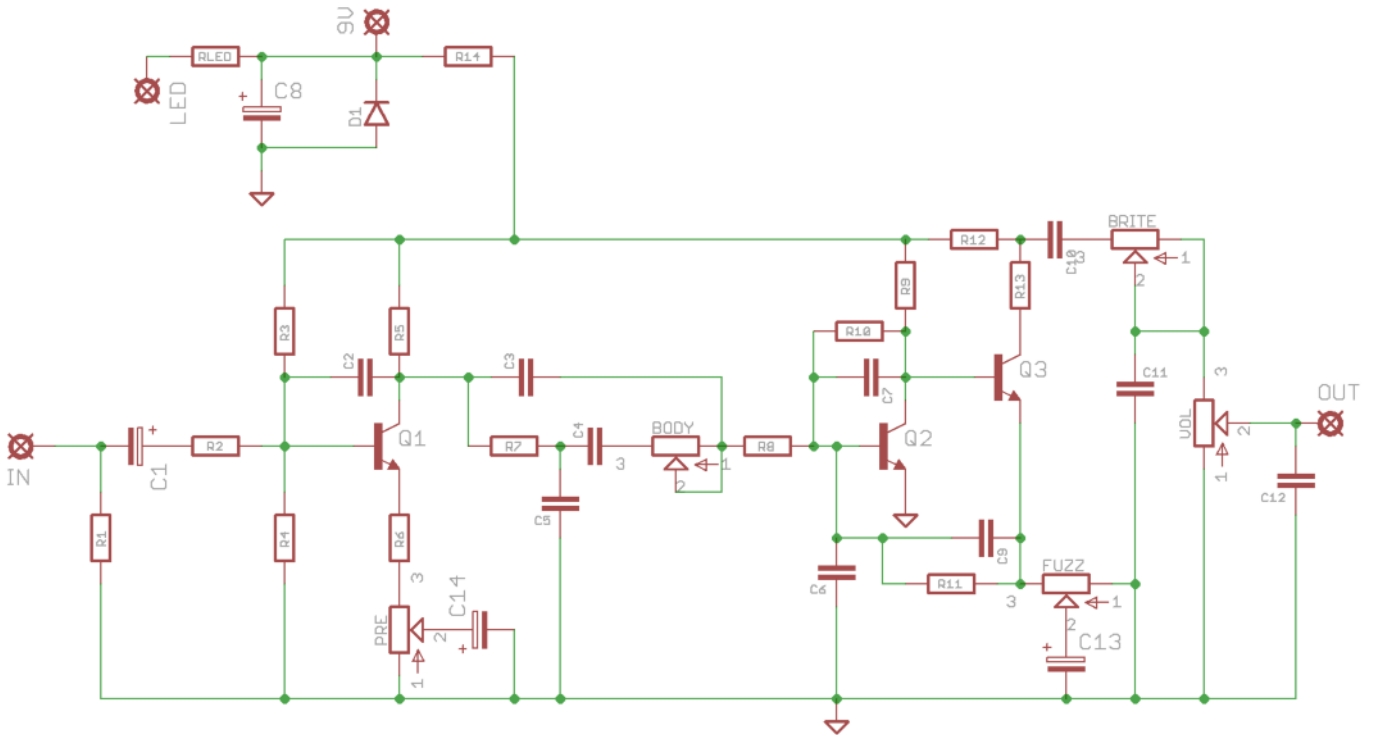 9V
RLED
R14
LED
C8
D1
BRITE
R12
C10
3
1
2
R3
R5
R9
R13
R10
C2
C3
C7
Q3
C11
3
OUT
IN
C1
R2
Q1
R7
C4
BODY
3
1
2
R8
Q2
VOL
2
1
C12
R1
R4
R6
C5
C6
C9
R11
FUZZ
3
1
2
3
C14
PRE
2
1
C13
+
+
+
+